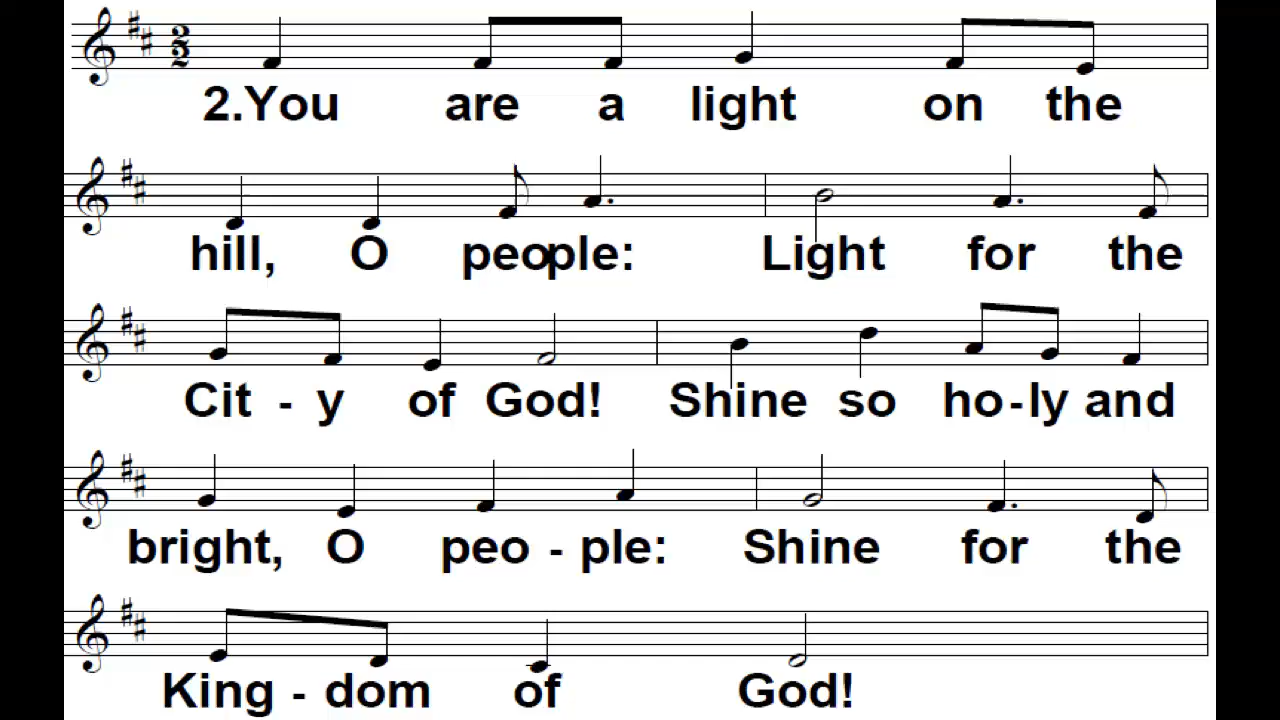 2.You are a light on the
hill, O people: Light for the
Cit - y of God! Shine so ho-ly and
bright, O peo - ple: Shine for the
King - dom of God!